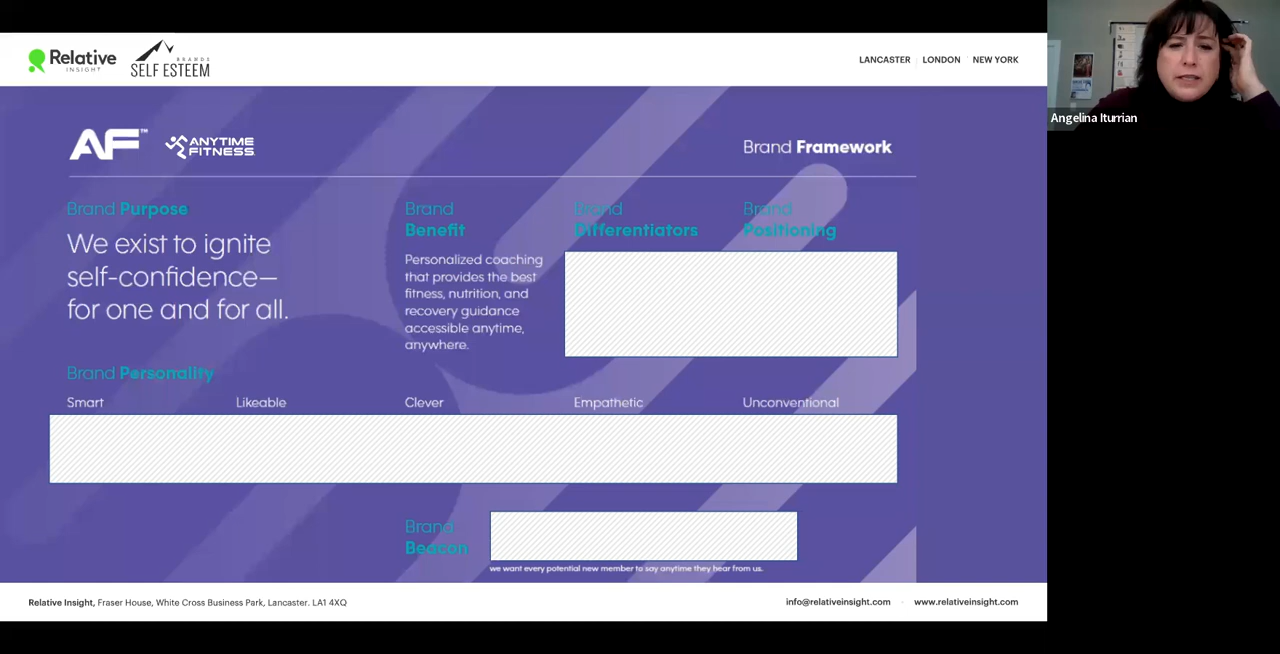 Relative
INSIGHT
BRANDS
SELF ESTEEM
LANCASTER LONDON NEW YORK
AF™
ANYTIME
FITNESS
Brand Framework
Brand Purpose
We exist to ignite
self-confidence—
for one and for all.
Brand
Benefit
Personalized coaching
that provides the best
fitness, nutrition, and
recovery guidance
accessible anytime,
anywhere.
Brand
Differentiators
Brand
Positioning
Brand Personality
Smart Likeable Clever Empathetic Unconventional
Brand
Beacon
we want every potential new member to say anytime they hear from us.
Relative Insight, Fraser House, White Cross Business Park, Lancaster. LA1 4XQ
info@relativeinsight.com - www.relativeinsight.com
Angelina Iturrian